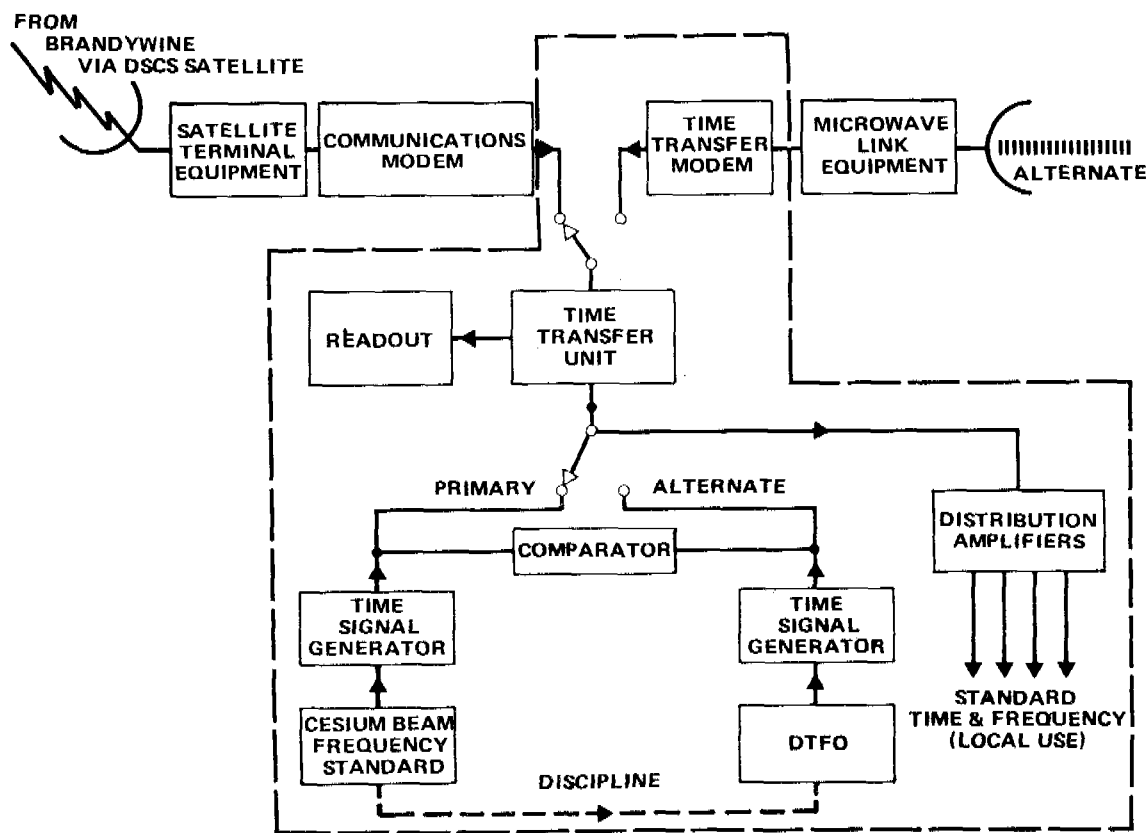 FROM
BRANDYWINE
VIA DSCS SATELLITE
SATELLITE
TERMINAL
EQUIPMENT
COMMUNICATIONS
MODEM
TIME
TRANSFER
MODEM
MICROWAVE
LINK
EQUIPMENT
ALTERNATE
READOUT
TIME
TRANSFER
UNIT
PRIMARY
ALTERNATE
COMPARATOR
DISTRIBUTION
AMPLIFIERS
TIME
SIGNAL
GENERATOR
TIME
SIGNAL
GENERATOR
CESIUM BEAM
FREQUENCY
STANDARD
DTFO
STANDARD
TIME & FREQUENCY
(LOCAL USE)
DISCIPLINE